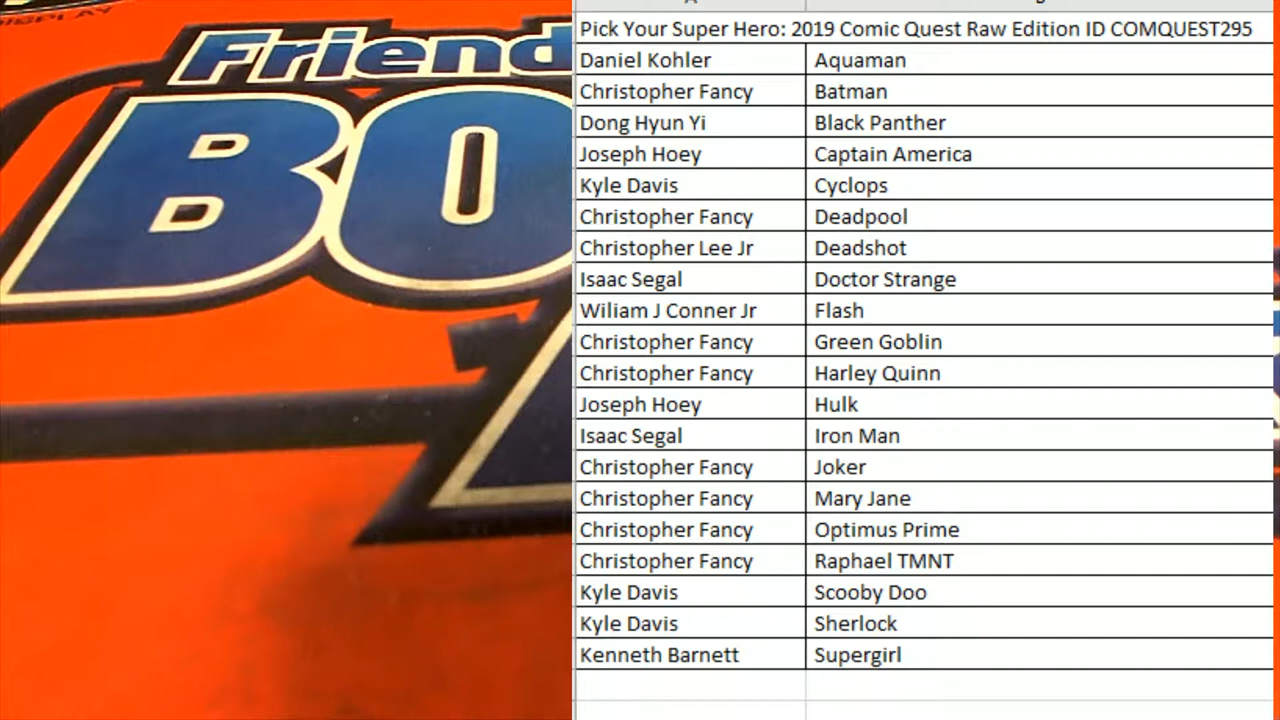 DISPLAY
Friend
BO
Pick Your Super Hero: 2019 Comic Quest Raw Edition ID COMQUEST295
Daniel Kohler Aquaman
Christopher Fancy Batman
Dong Hyun Yi Black Panther
Joseph Hoey Captain America
Kyle Davis Cyclops
Christopher Fancy Deadpool
Christopher Lee Jr Deadshot
Isaac Segal Doctor Strange
Wiliam J Conner Jr Flash
Christopher Fancy Green Goblin
Christopher Fancy Harley Quinn
Joseph Hoey Hulk
Isaac Segal Iron Man
Christopher Fancy Joker
Christopher Fancy Mary Jane
Christopher Fancy Optimus Prime
Christopher Fancy Raphael TMNT
Kyle Davis Scooby Doo
Kyle Davis Sherlock
Kenneth Barnett Supergirl